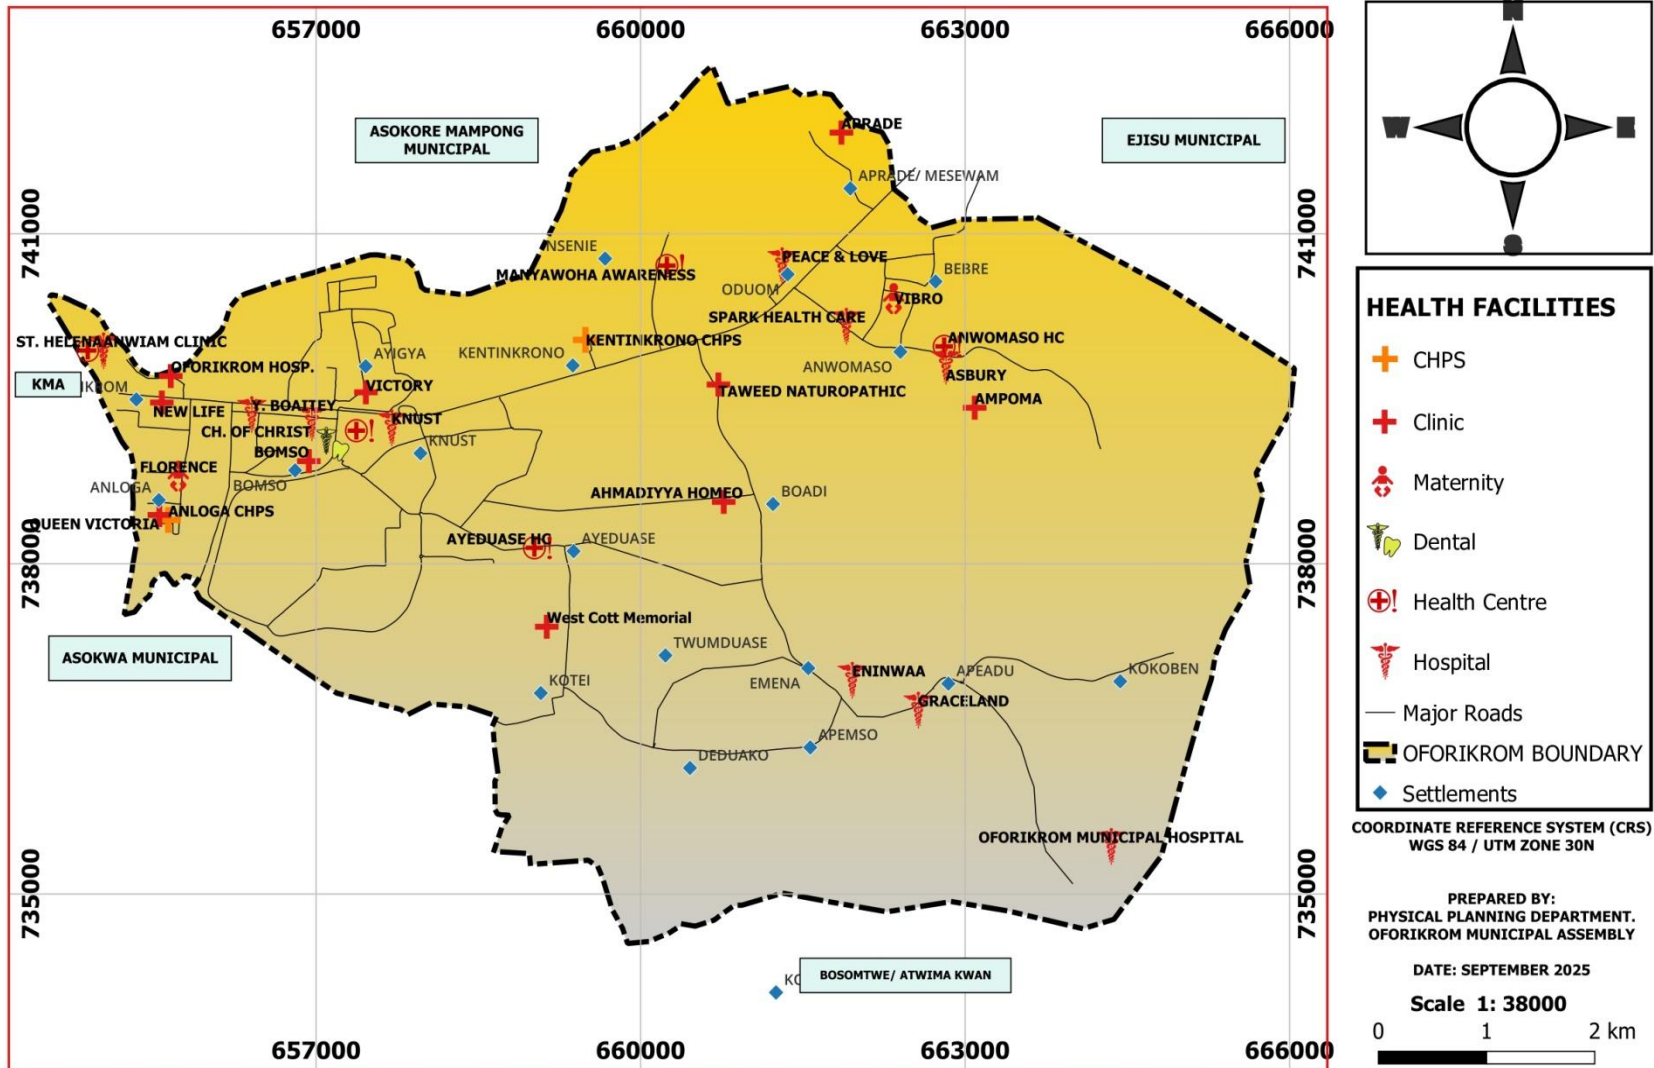 657000
660000
663000
666000
N
W
E
S
ASOKORE MAMPONG
MUNICIPAL
EJISU MUNICIPAL
APRADE
APRADE/ MESEWAM
741000
741000
NSENIE
MANYAWOHA AWARENESS
PEACE & LOVE
ODUOM
BEBRE
VIBRO
SPARK HEALTH CARE
ST. HELENA
ANWIAM CLINIC
KENTINKRONO CHPS
ANWOMASO HC
AYIGYA
KENTINKRONO
ANWOMASO
OFORIKROM HOSP.
ASBURY
KMA
VICTORY
TAWEED NATUROPATHIC
AMPOMA
NEW LIFE
Y. BOAITEY
KNUST
CH. OF CHRIST
KNUST
BOMSO
FLORENCE
ANLOGA
BOMSO
AHMADIYYA HOMEO
BOADI
ANLOGA CHPS
QUEEN VICTORIA
AYEDUASE HC
AYEDUASE
738000
738000
West Cott Memorial
ASOKWA MUNICIPAL
TWUMDUASE
KOTEI
EMENA
ENINWAA
APEADU
KOKOBEN
GRACELAND
APEMSO
DEDUAKO
OFORIKROM MUNICIPAL HOSPITAL
735000
735000
BOSOMTWE/ ATWIMA KWAN
657000
660000
663000
666000
HEALTH FACILITIES
CHPS
Clinic
Maternity
Dental
Health Centre
Hospital
Major Roads
OFORIKROM BOUNDARY
Settlements
COORDINATE REFERENCE SYSTEM (CRS)
WGS 84 / UTM ZONE 30N
PREPARED BY:
PHYSICAL PLANNING DEPARTMENT.
OFORIKROM MUNICIPAL ASSEMBLY
DATE: SEPTEMBER 2025
Scale 1: 38000
0 1 2 km